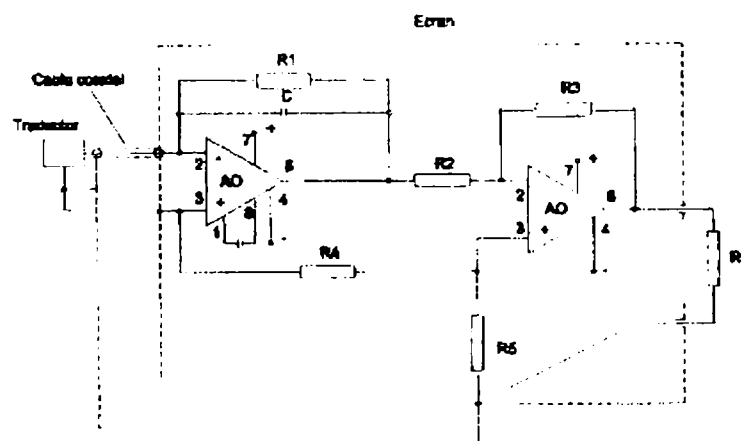 Ecran
R1
Cablu coaxial
C
R3
Traductor
7 +
2 -
AO
6
3 +
4
8
1
-
R2
7 +
2
AO
6
3 +
4
-
R4
R
R5